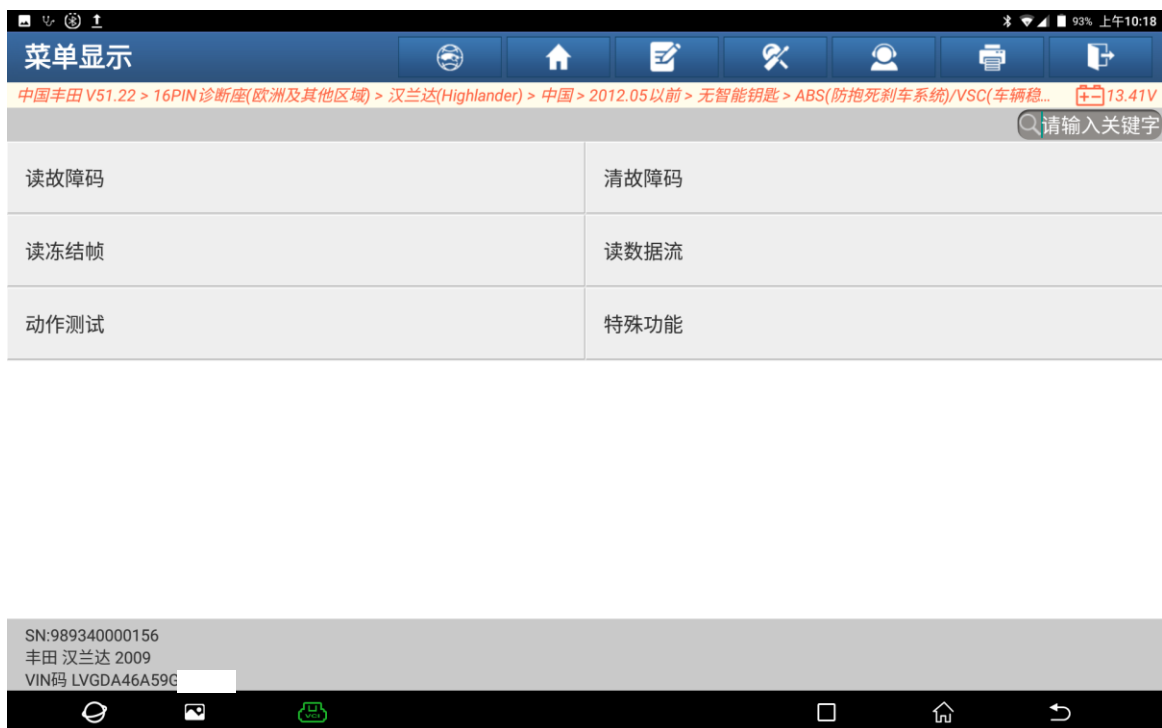 93% 上午10:18
菜单显示
中国丰田 V51.22 > 16PIN诊断座(欧洲及其他区域) > 汉兰达(Highlander) > 中国 > 2012.05以前 > 无智能钥匙 > ABS(防抱死刹车系统)/VSC(车辆稳... 13.41V
请输入关键字
读故障码 清故障码
读冻结帧 读数据流
动作测试 特殊功能
SN:989340000156
丰田 汉兰达 2009
VIN码 LVGDA46A59G
VCI